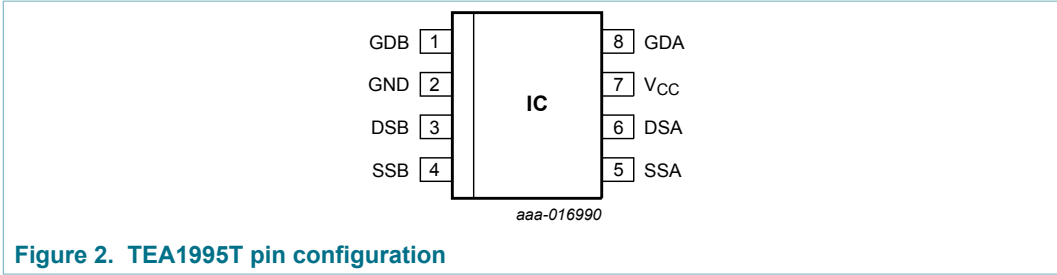 GDB 1 8 GDA
GND 2 7 VCC
IC
DSB 3 6 DSA
SSB 4 5 SSA
aaa-016990
Figure 2. TEA1995T pin configuration